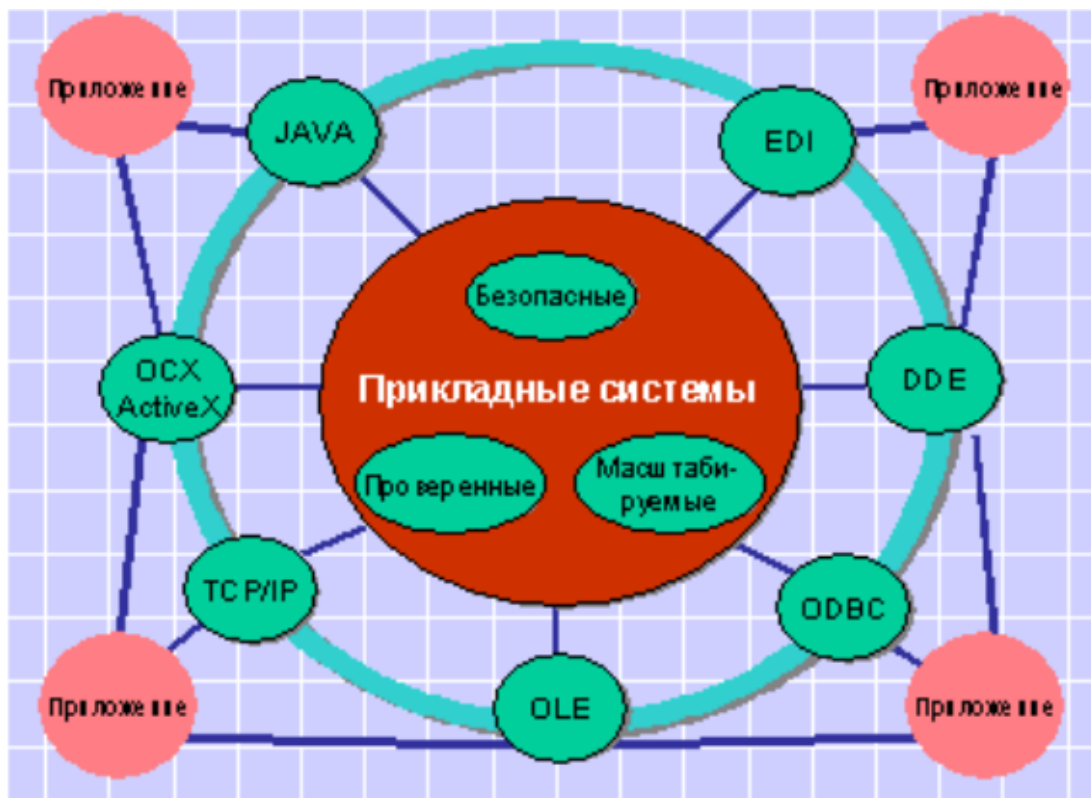 Приложение
Приложение
JAVA
EDI
Безопасные
OCX
ActiveX
Прикладные системы
DDE
Проверенные
Масштаби-
руемые
TCP/IP
ODBC
Приложение
OLE
Приложение